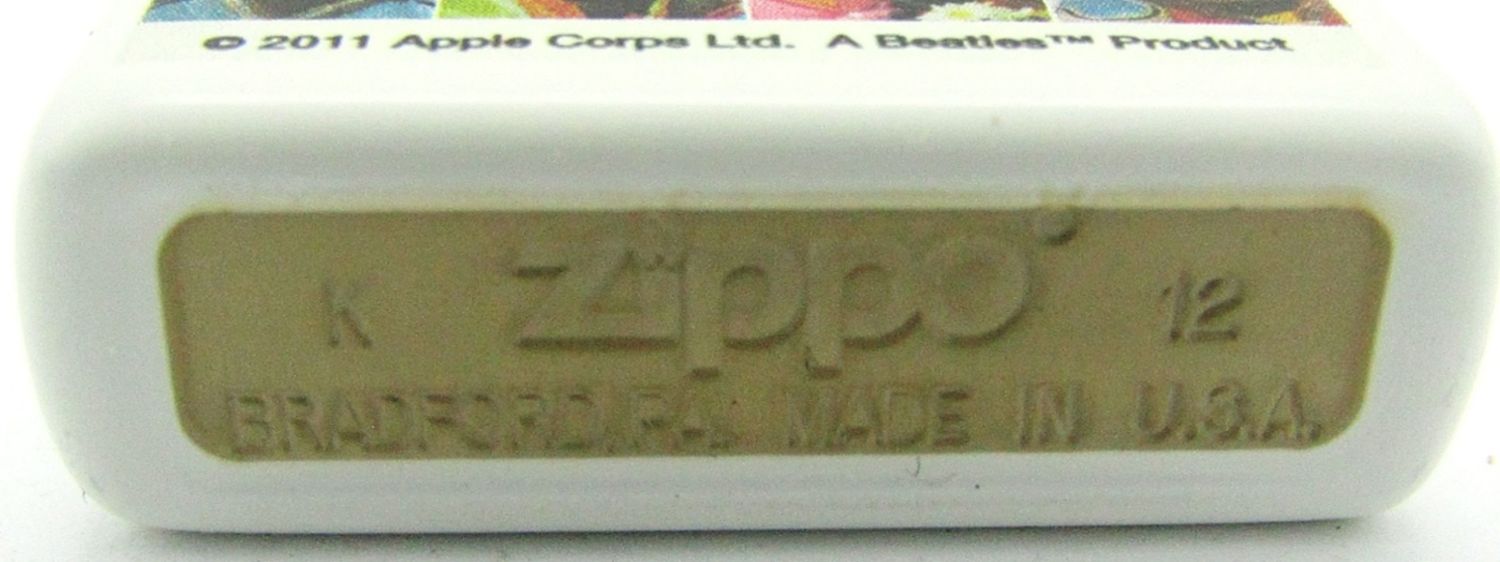 © 2011 Apple Corps Ltd. A Beatles™ Product
K Zippo® 12
BRADFORD, PA. MADE IN U.S.A.